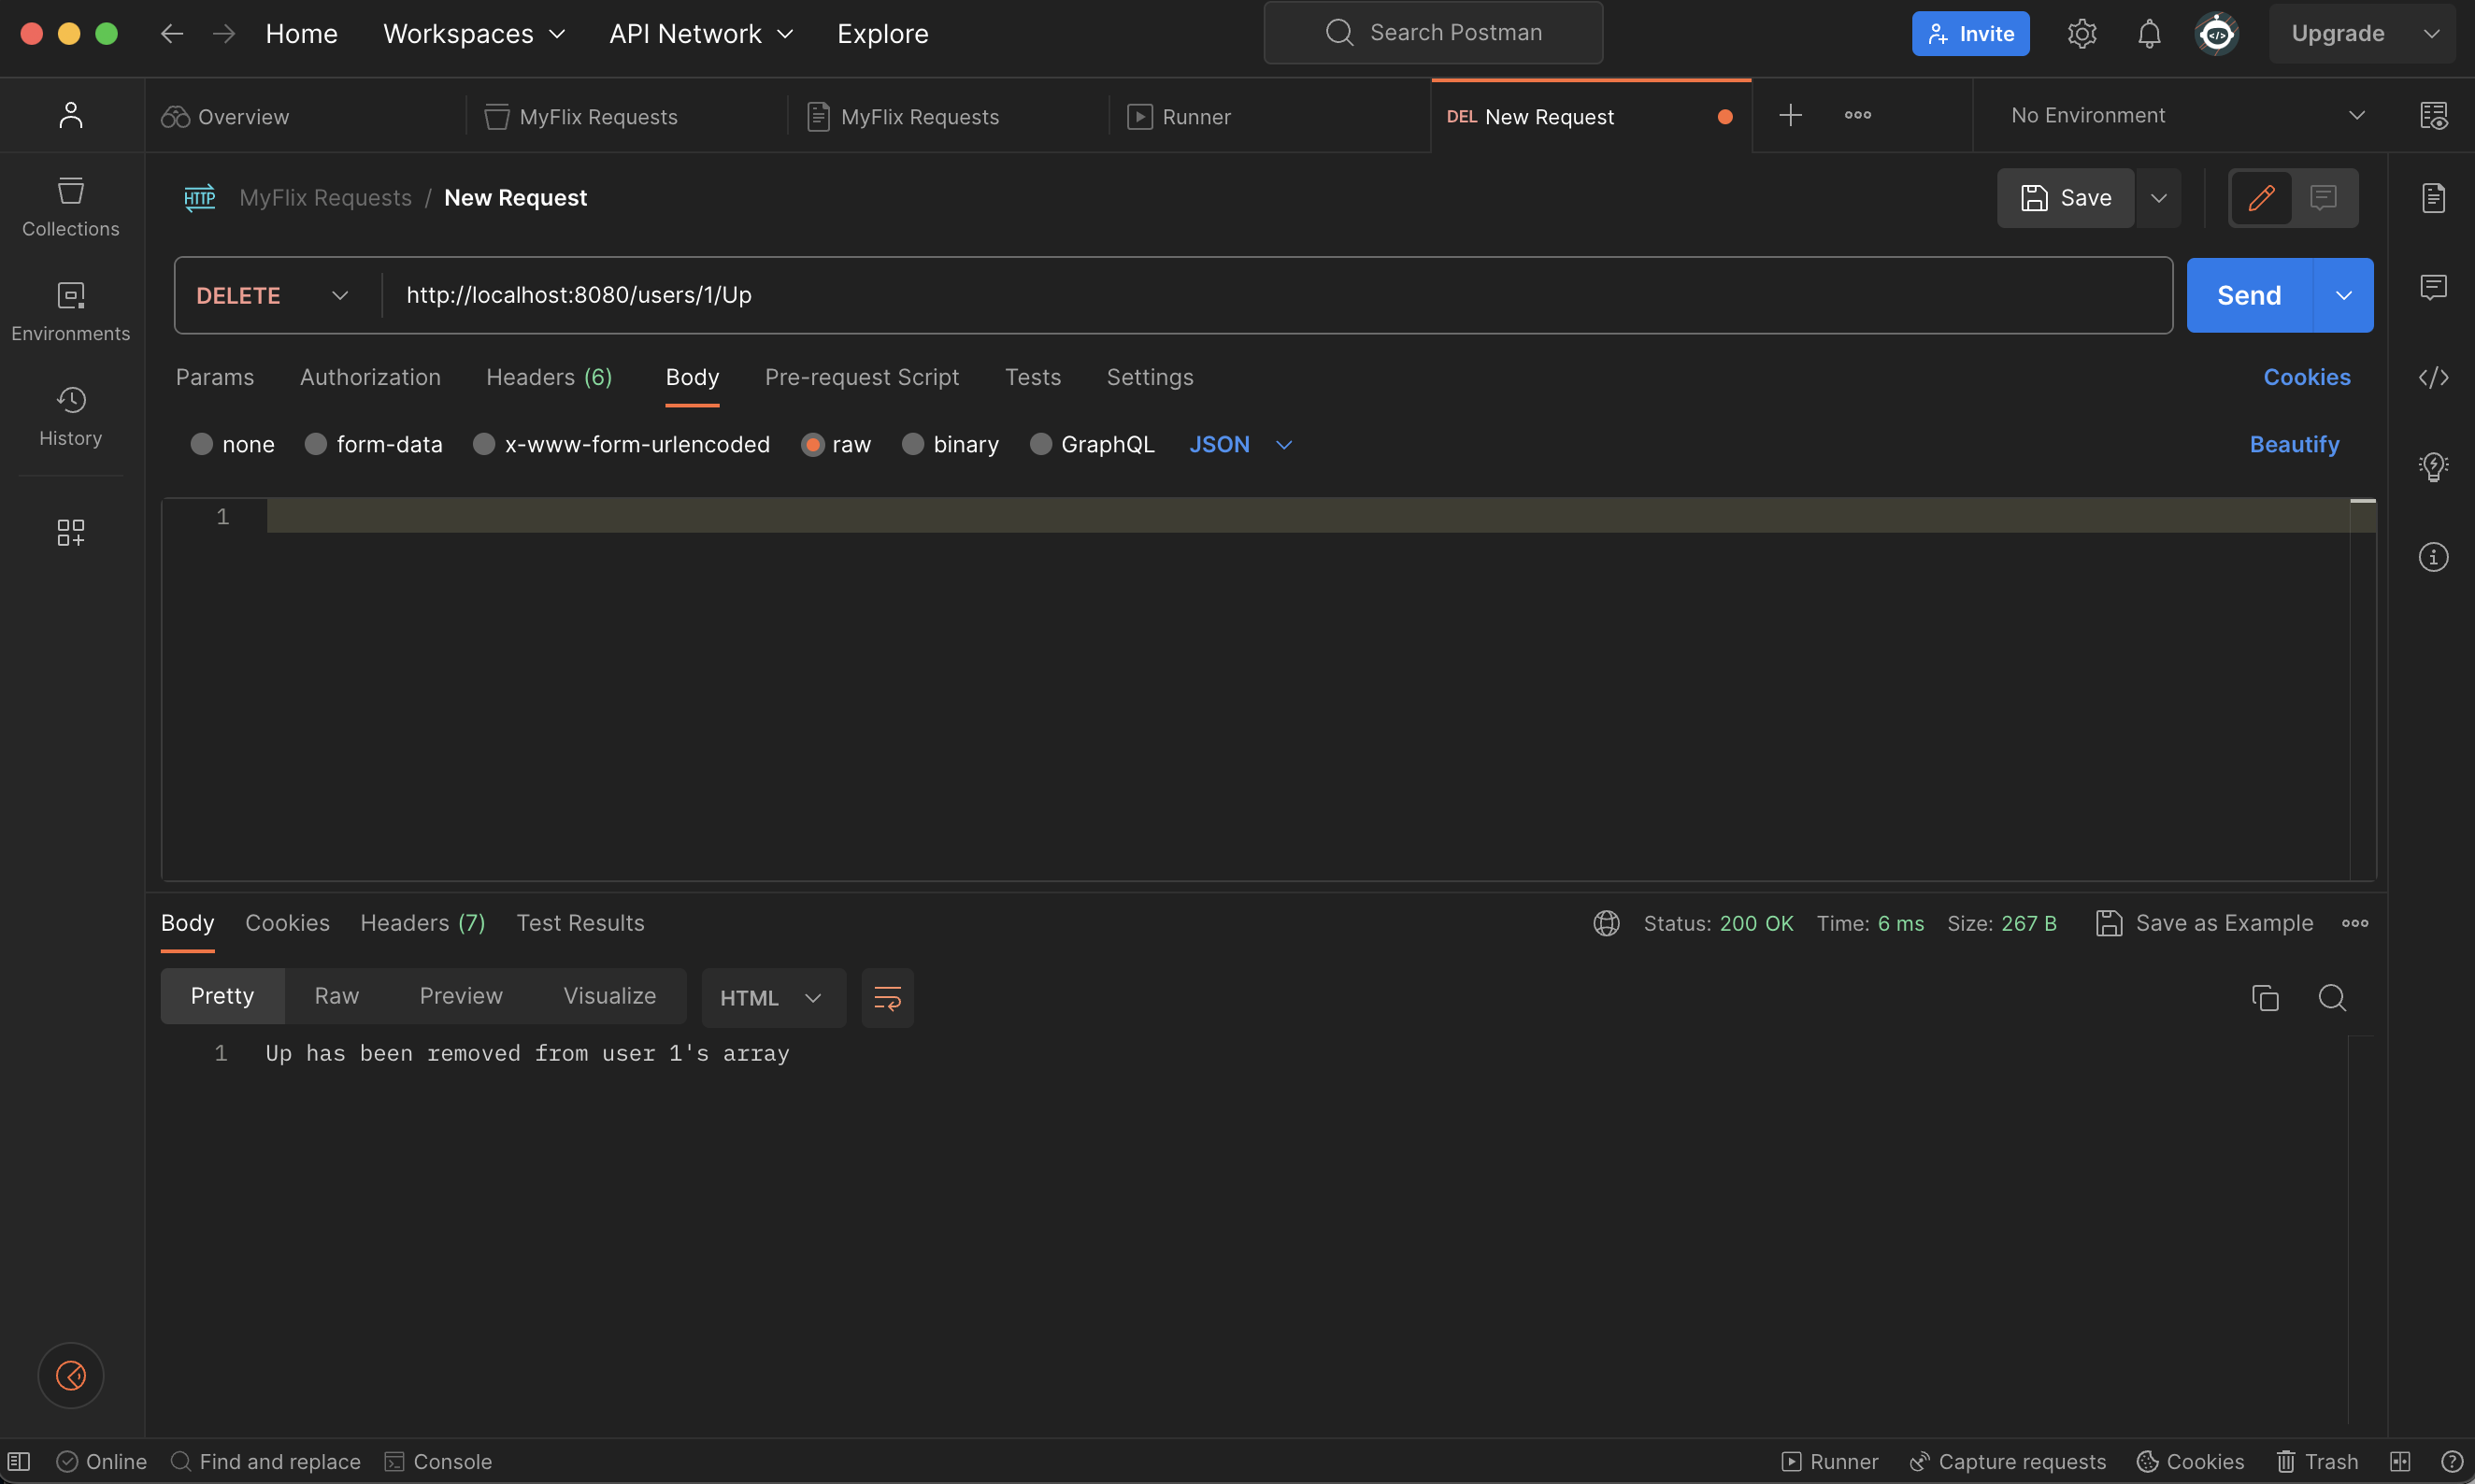 Home Workspaces API Network Explore Search Postman Invite Upgrade
Overview MyFlix Requests MyFlix Requests Runner DEL New Request No Environment
HTTP MyFlix Requests / New Request Save
Collections
Environments
History
DELETE http://localhost:8080/users/1/Up Send
Params Authorization Headers (6) Body Pre-request Script Tests Settings Cookies
none form-data x-www-form-urlencoded raw binary GraphQL JSON Beautify
1
Body Cookies Headers (7) Test Results Status: 200 OK Time: 6 ms Size: 267 B Save as Example
Pretty Raw Preview Visualize HTML
1 Up has been removed from user 1's array
Online Find and replace Console Runner Capture requests Cookies Trash